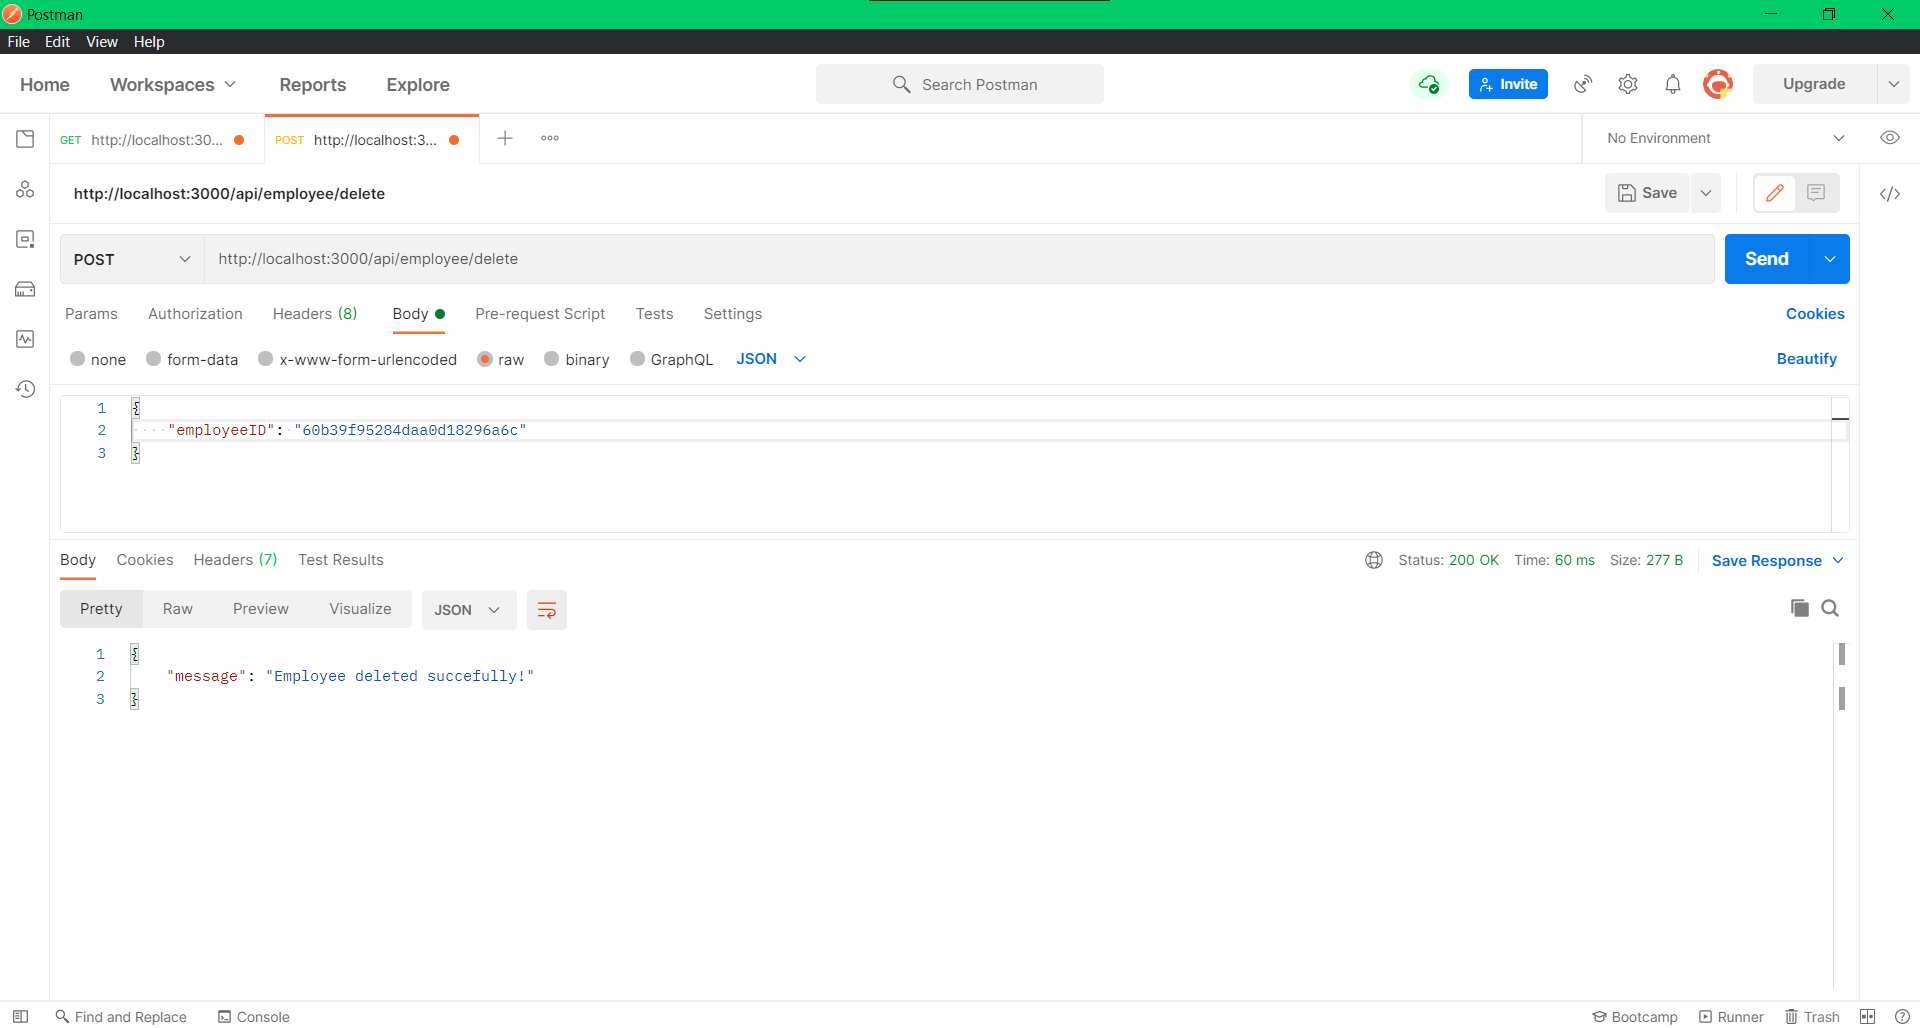 Postman
File Edit View Help
Home Workspaces Reports Explore Search Postman Invite Upgrade
GET http://localhost:30... POST http://localhost:3... No Environment
http://localhost:3000/api/employee/delete Save
POST http://localhost:3000/api/employee/delete Send
Params Authorization Headers (8) Body Pre-request Script Tests Settings Cookies
none form-data x-www-form-urlencoded raw binary GraphQL JSON Beautify
1 {
2 "employeeID": "60b39f95284daa0d18296a6c"
3 }
Body Cookies Headers (7) Test Results Status: 200 OK Time: 60 ms Size: 277 B Save Response
Pretty Raw Preview Visualize JSON
1 {
2 "message": "Employee deleted succefully!"
3 }
Find and Replace Console Bootcamp Runner Trash